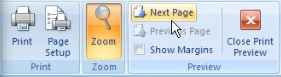 Next Page
Previous Page
Show Margins
Print
Page
Setup
Zoom
Close Print
Preview
Print
Zoom
Preview